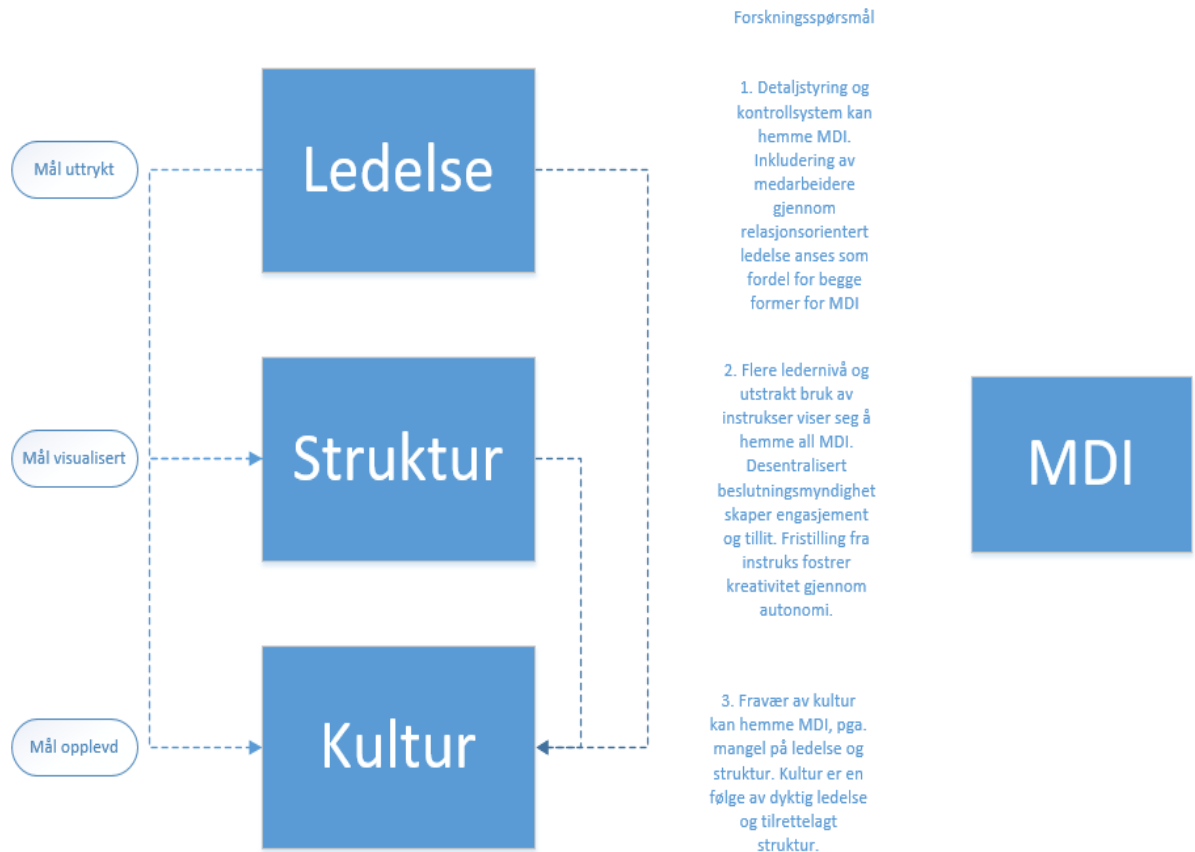 Forskningsspørsmål
Mål uttrykt
Ledelse
1. Detaljstyring og
kontrollsystem kan
hemme MDI.
Inkludering av
medarbeidere
gjennom
relasjonsorientert
ledelse anses som
fordel for begge
former for MDI
Mål visualisert
Struktur
2. Flere ledernivå og
utstrakt bruk av
instrukser viser seg å
hemme all MDI.
Desentralisert
beslutningsmyndighet
skaper engasjement
og tillit. Fristilling fra
instruks fostrer
kreativitet gjennom
autonomi.
MDI
Mål opplevd
Kultur
3. Fravær av kultur
kan hemme MDI, pga.
mangel på ledelse og
struktur. Kultur er en
følge av dyktig ledelse
og tilrettelagt
struktur.